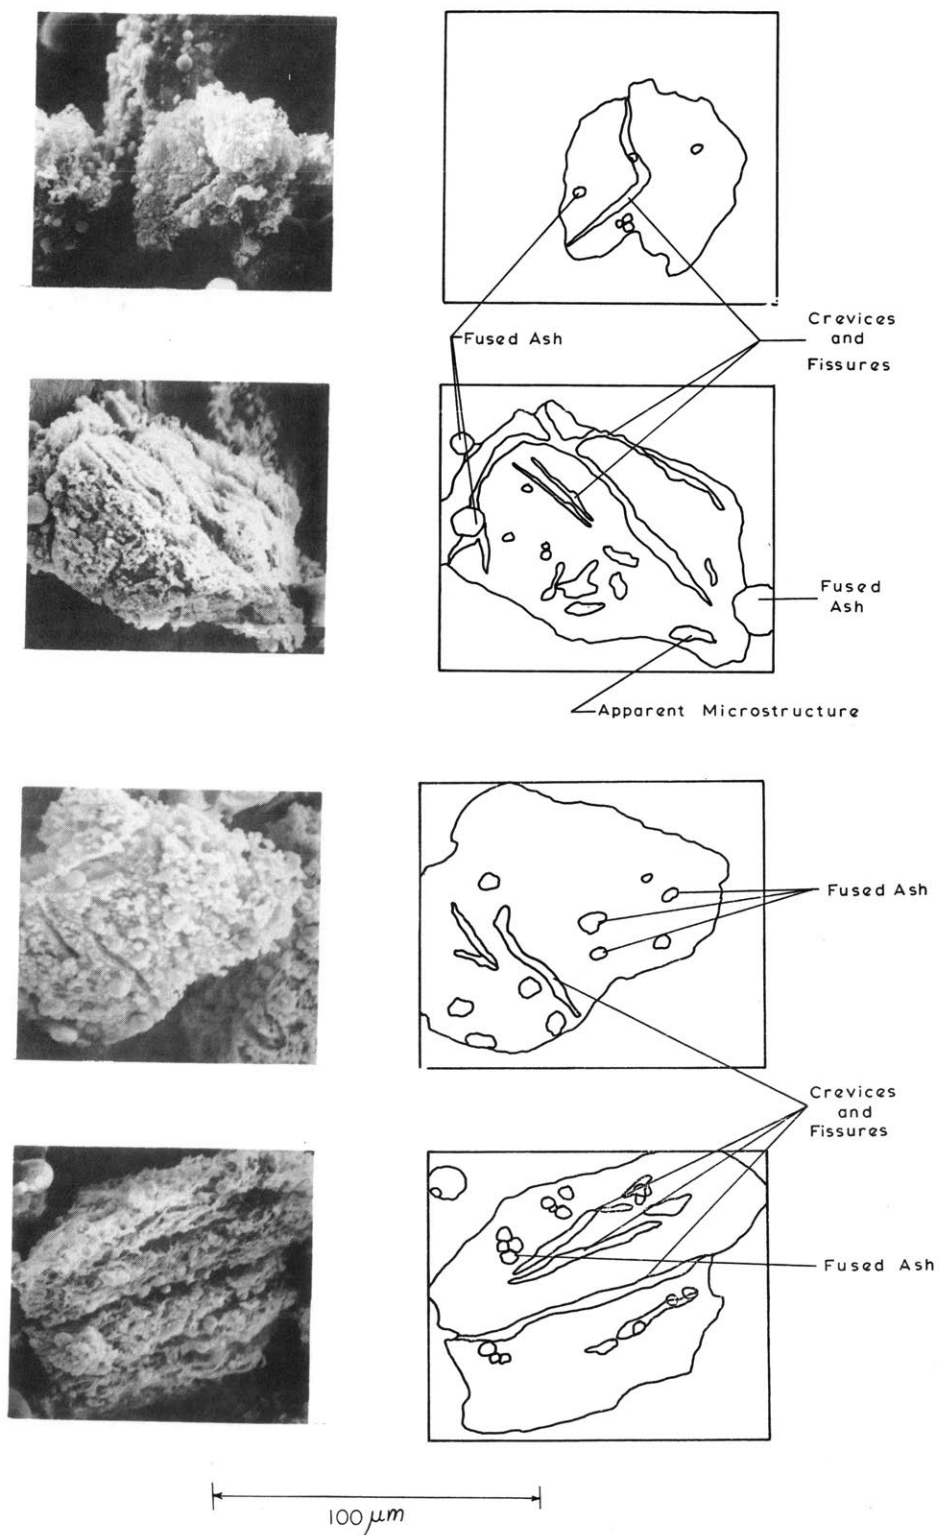 Fused Ash
Crevices
and
Fissures
Fused
Ash
Apparent Microstructure
Fused Ash
Crevices
and
Fissures
Fused Ash
100 μm